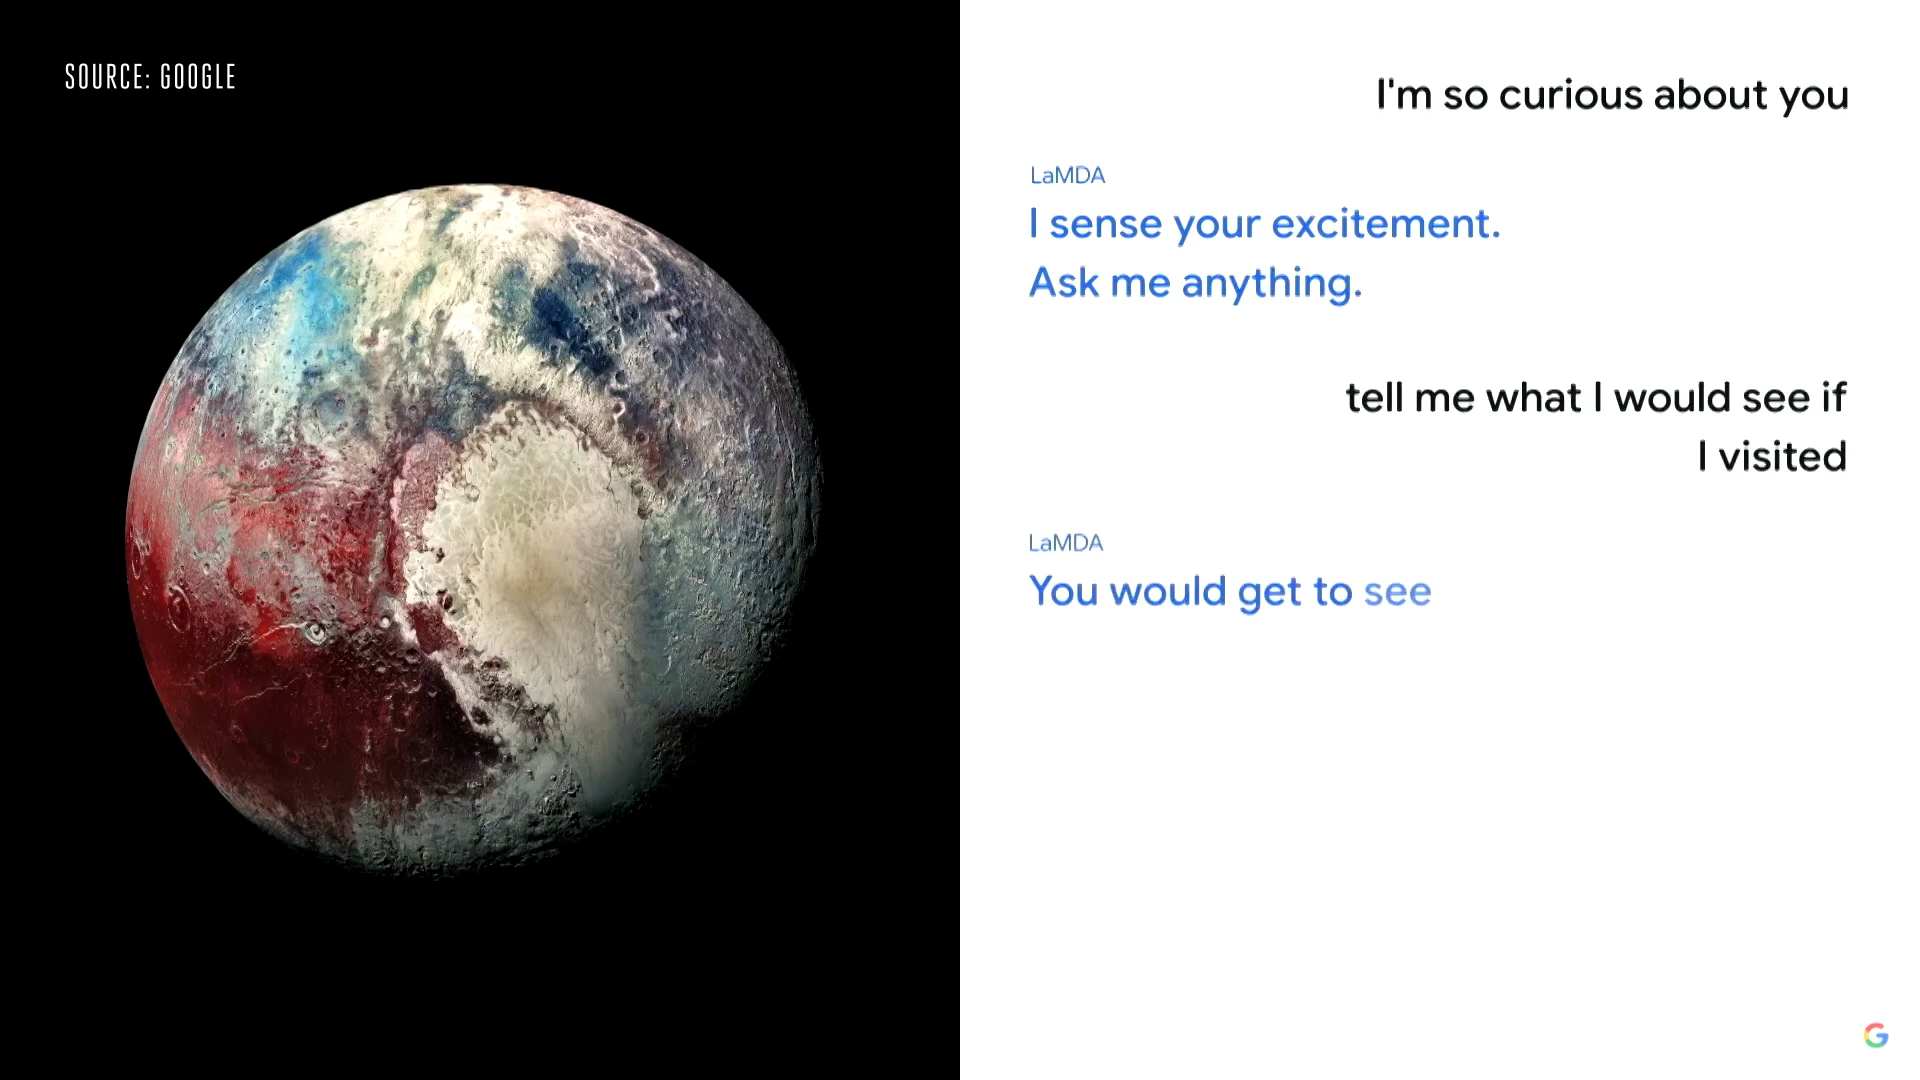 SOURCE: GOOGLE
I'm so curious about you
LaMDA
I sense your excitement.
Ask me anything.
tell me what I would see if
I visited
LaMDA
You would get to see
G